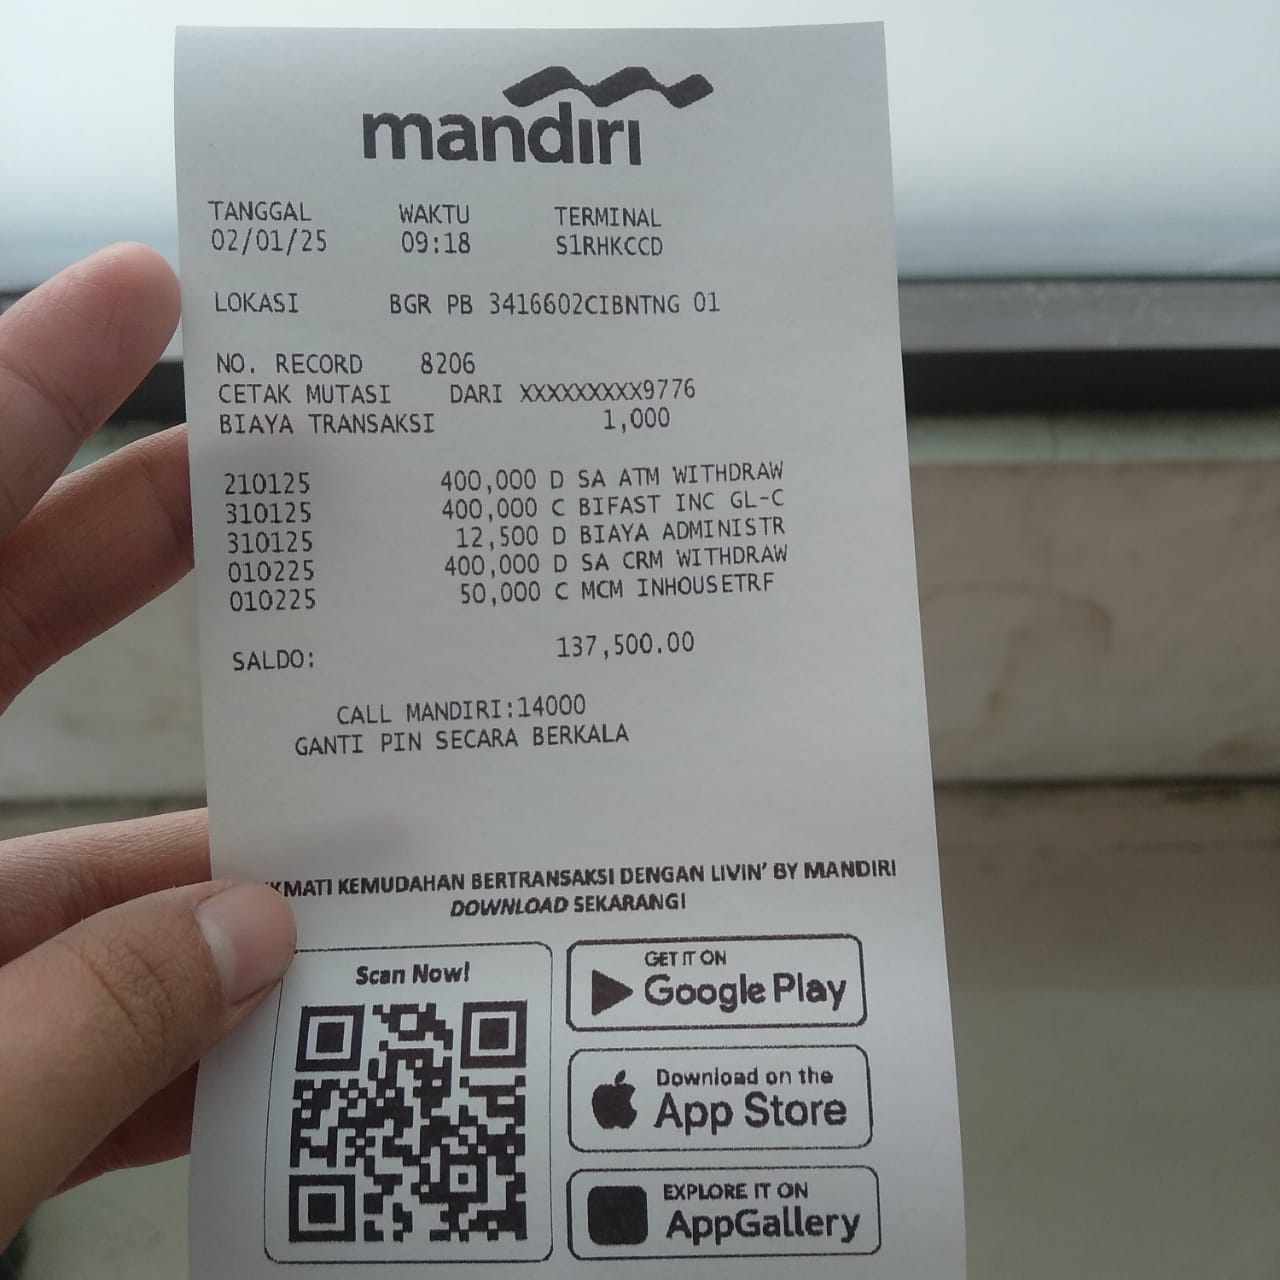 mandırı
TANGGAL WAKTU TERMINAL
02/01/25 09:18 S1RHKCCD
LOKASI BGR PB 3416602CIBNTNG 01
NO. RECORD 8206
CETAK MUTASI DARI XXXXXXXXX9776
BIAYA TRANSAKSI 1,000
210125 400,000 D SA ATM WITHDRAW
310125 400,000 C BIFAST INC GL-C
310125 12,500 D BIAYA ADMINISTR
010225 400,000 D SA CRM WITHDRAW
010225 50,000 C MCM INHOUSETRF
SALDO: 137,500.00
CALL MANDIRI:14000
GANTI PIN SECARA BERKALA
KEMUDAHAN BERTRANSAKSI DENGAN LIVIN' BY MANDIRI
DOWNLOAD SEKARANG!
Scan Now!
GET IT ON
Google Play
Download on the
App Store
EXPLORE IT ON
AppGallery